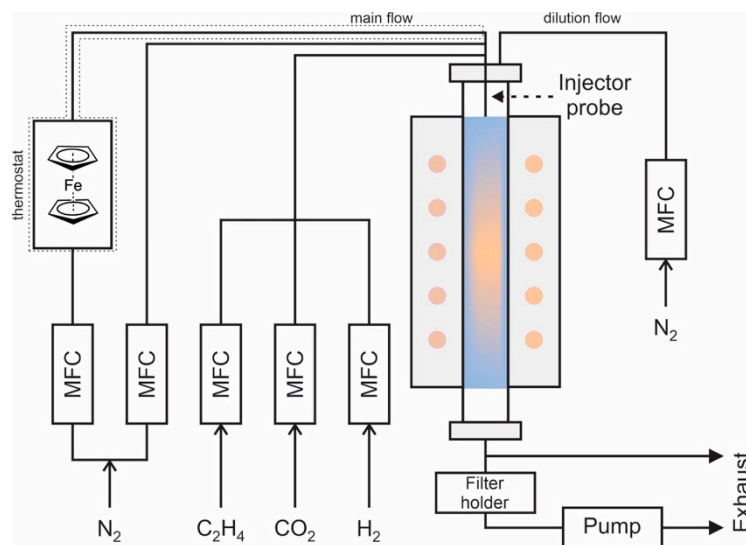 main flow
dilution flow
Injector
probe
thermostat
Fe
MFC
N₂
MFC
MFC
MFC
MFC
MFC
N₂
C₂H₄
CO₂
H₂
Filter
holder
Pump
Exhaust